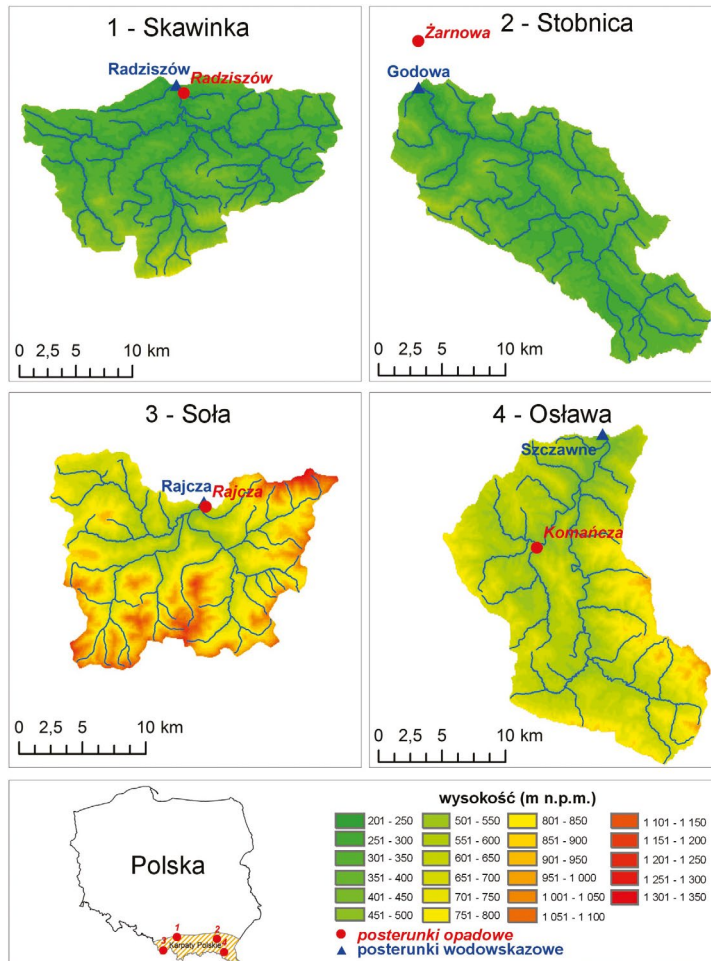 1 - Skawinka
Radziszów
Radziszów
0 2,5 5 10 km
2 - Stobnica
Żarnowa
Godowa
0 2,5 5 10 km
3 - Soła
Rajcza
Rajcza
0 2,5 5 10 km
4 - Osława
Szczawne
Komańcza
0 2,5 5 10 km
Polska
1
2
3
4
Karpaty Polskie
wysokość (m n.p.m.)
201 - 250
251 - 300
301 - 350
351 - 400
401 - 450
451 - 500
501 - 550
551 - 600
601 - 650
651 - 700
701 - 750
751 - 800
801 - 850
851 - 900
901 - 950
951 - 1 000
1 001 - 1 050
1 051 - 1 100
1 101 - 1 150
1 151 - 1 200
1 201 - 1 250
1 251 - 1 300
1 301 - 1 350
posterunki opadowe
posterunki wodowskazowe